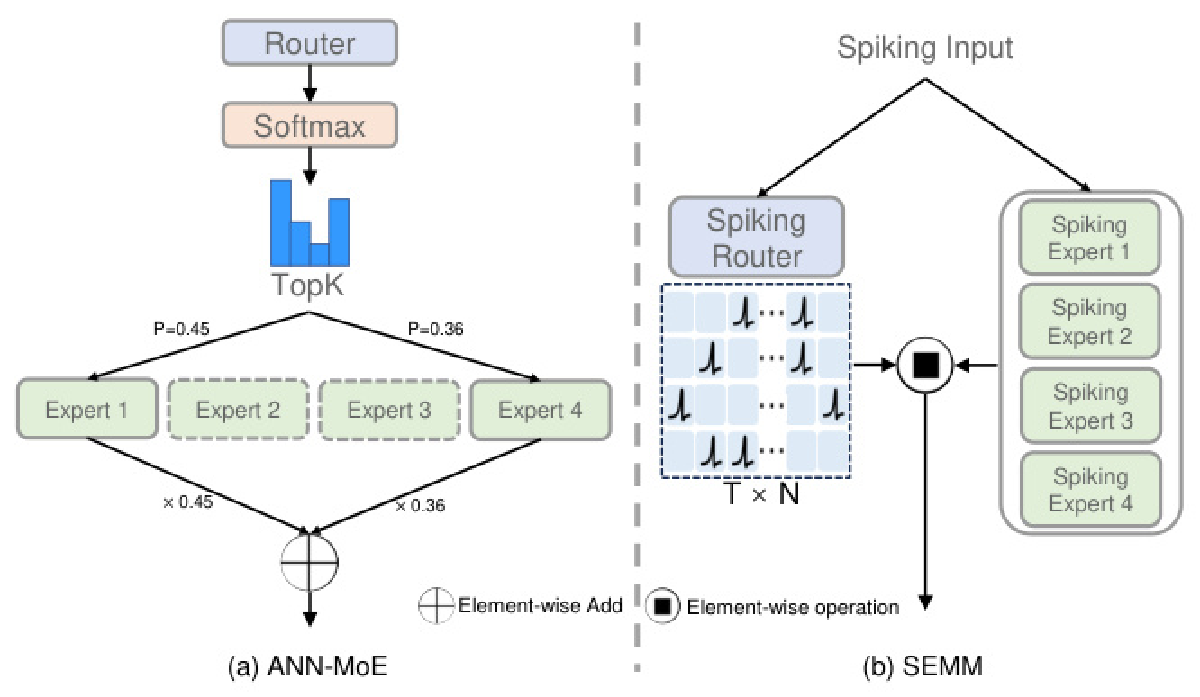 Router
Softmax
TopK
P=0.45
P=0.36
Expert 1
Expert 2
Expert 3
Expert 4
× 0.45
× 0.36
Element-wise Add
(a) ANN-MoE
Spiking Input
Spiking
Router
T × N
Spiking
Expert 1
Spiking
Expert 2
Spiking
Expert 3
Spiking
Expert 4
Element-wise operation
(b) SEMM